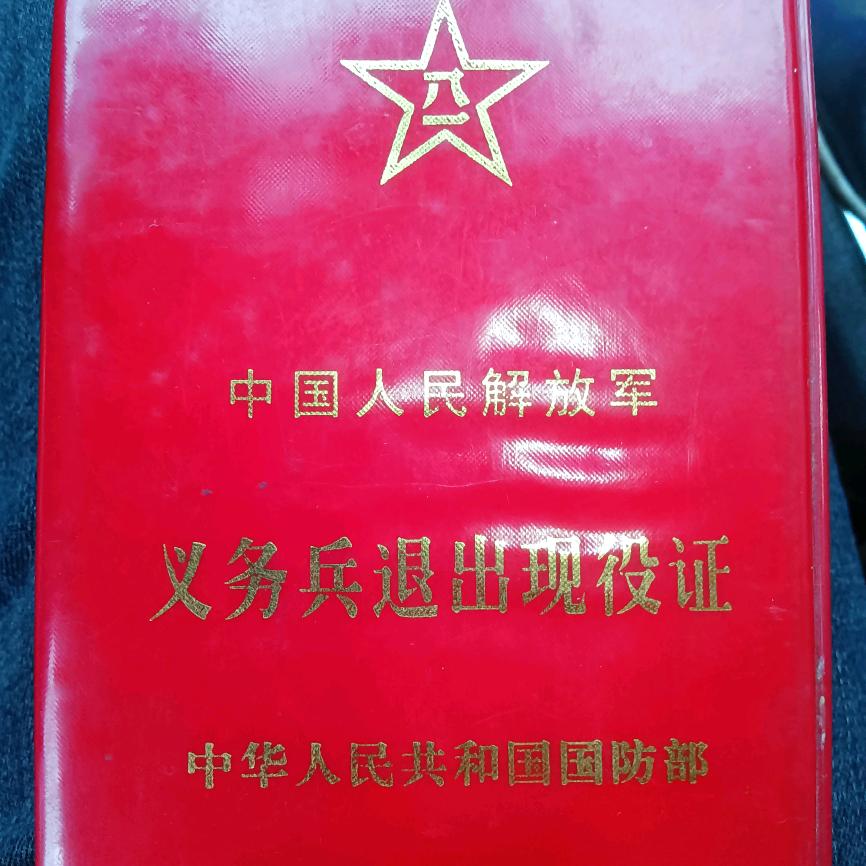 八一
中国人民解放军
义务兵退出现役证
中华人民共和国国防部